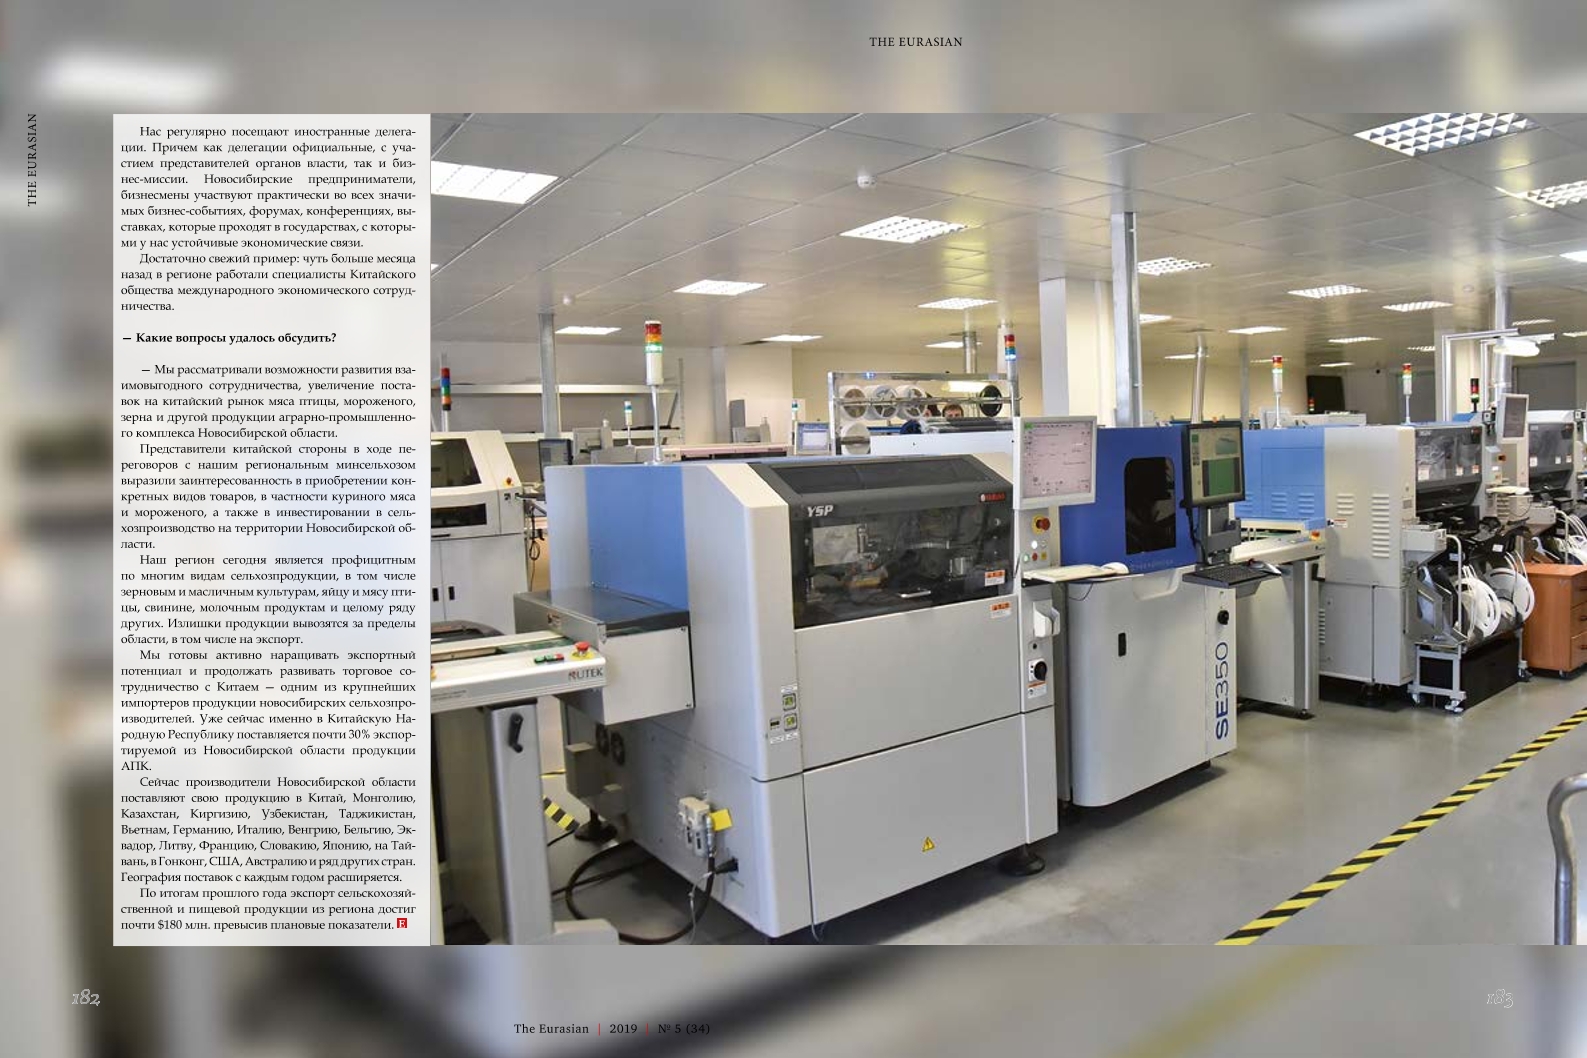 THE EURASIAN
THE EURASIAN
Нас регулярно посещают иностранные делега-
ции. Причем как делегации официальные, с уча-
стием представителей органов власти, так и биз-
нес-миссии. Новосибирские предприниматели,
бизнесмены участвуют практически во всех значи-
мых бизнес-событиях, форумах, конференциях, вы-
ставках, которые проходят в государствах, с которы-
ми у нас устойчивые экономические связи.
Достаточно свежий пример: чуть больше месяца
назад в регионе работали специалисты Китайского
общества международного экономического сотруд-
ничества.
— Какие вопросы удалось обсудить?
— Мы рассматривали возможности развития вза-
имовыгодного сотрудничества, увеличение поста-
вок на китайский рынок мяса птицы, мороженого,
зерна и другой продукции аграрно-промышленно-
го комплекса Новосибирской области.
Представители китайской стороны в ходе пе-
реговоров с нашим региональным минсельхозом
выразили заинтересованность в приобретении кон-
кретных видов товаров, в частности куриного мяса
и мороженого, а также в инвестировании в сель-
хозпроизводство на территории Новосибирской об-
ласти.
Наш регион сегодня является профицитным
по многим видам сельхозпродукции, в том числе
зерновым и масличным культурам, яйцу и мясу пти-
цы, свинине, молочным продуктам и целому ряду
других. Излишки продукции вывозятся за пределы
области, в том числе на экспорт.
Мы готовы активно наращивать экспортный
потенциал и продолжать развивать торговое со-
трудничество с Китаем — одним из крупнейших
импортеров продукции новосибирских сельхозпро-
изводителей. Уже сейчас именно в Китайскую На-
родную Республику поставляется почти 30% экспор-
тируемой из Новосибирской области продукции
АПК.
Сейчас производители Новосибирской области
поставляют свою продукцию в Китай, Монголию,
Казахстан, Киргизию, Узбекистан, Таджикистан,
Вьетнам, Германию, Италию, Венгрию, Бельгию, Эк-
вадор, Литву, Францию, Словакию, Японию, на Тай-
вань, в Гонконг, США, Австралию и ряд других стран.
География поставок с каждым годом расширяется.
По итогам прошлого года экспорт сельскохозяй-
ственной и пищевой продукции из региона достиг
почти $180 млн. превысив плановые показатели. E
YSP
RUTEK
SE350
182
183
The Eurasian | 2019 | № 5 (34)